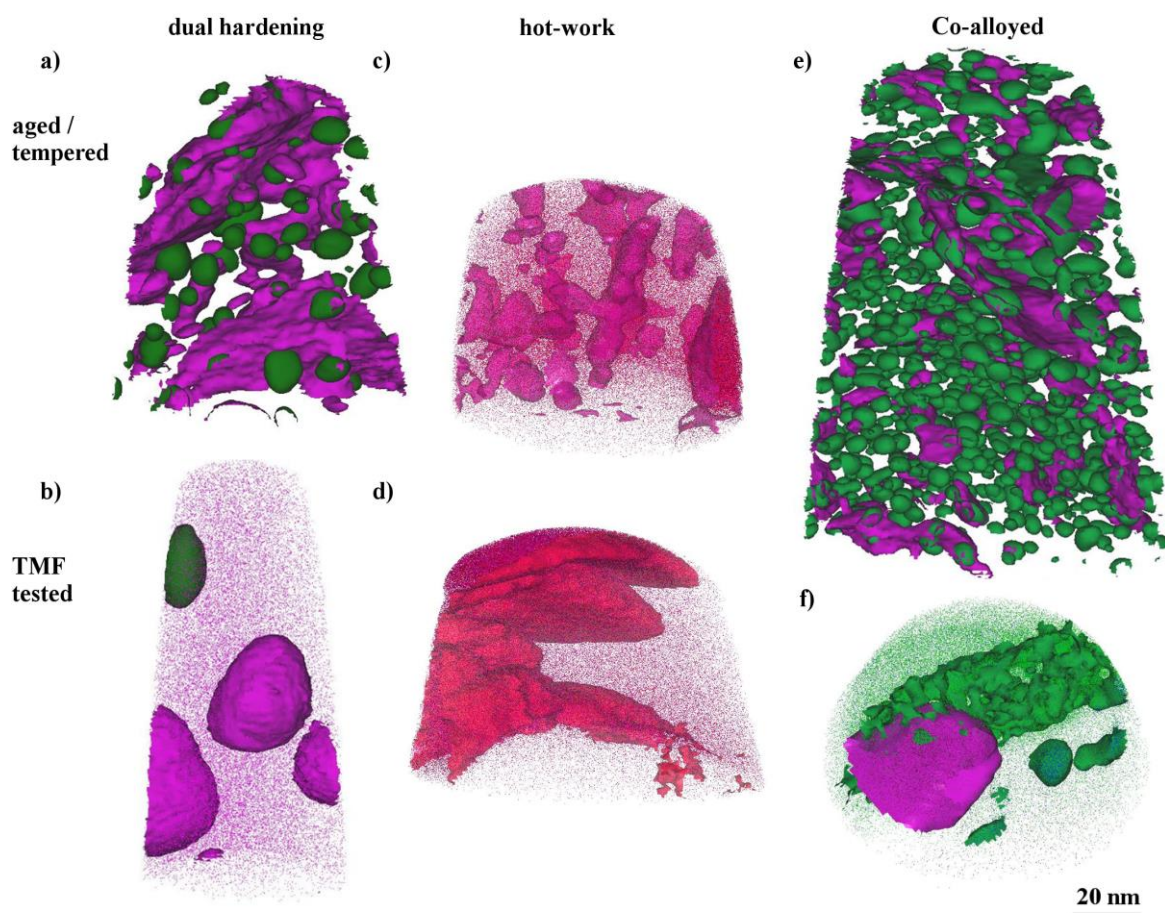 dual hardening
hot-work
Co-alloyed
a)
c)
e)
aged /
tempered
b)
d)
TMF
tested
f)
20 nm